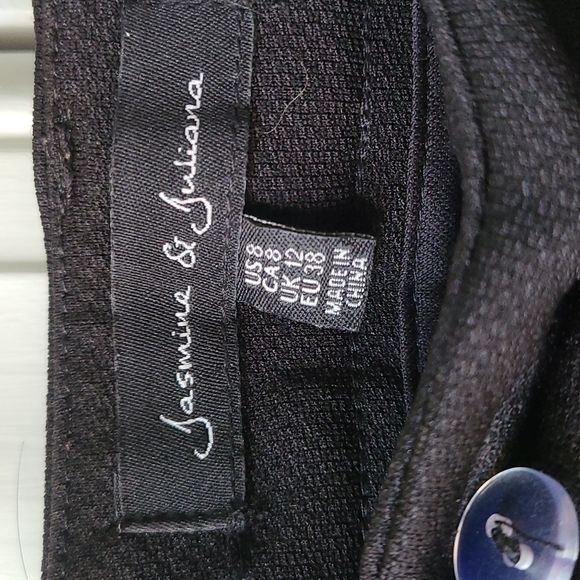 Jasmine & Juliana
US 8
CA 8
UK 12
EU 38
MADE IN
CHINA